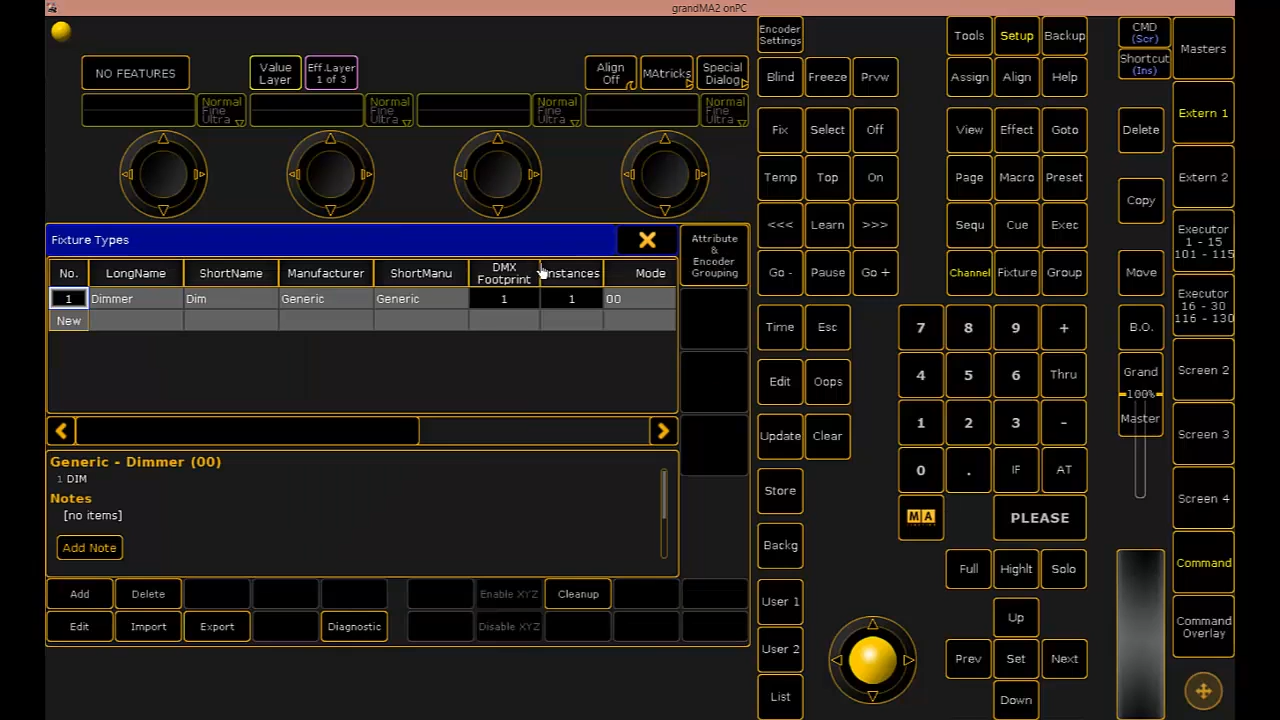 grandMA2 onPC
NO FEATURES
Value
Layer
Eff.Layer
1 of 3
Align
Off
MAtricks
Special
Dialog
Normal
Fine
Ultra
Normal
Fine
Ultra
Normal
Fine
Ultra
Normal
Fine
Ultra
Fixture Types
No. LongName ShortName Manufacturer ShortManu DMX Footprint Instances Mode
1 Dimmer Dim Generic Generic 1 1 00
New
Attribute
&
Encoder
Grouping
Generic - Dimmer (00)
1 DIM
Notes
[no items]
Add Note
Add Delete Enable XYZ Cleanup
Edit Import Export Diagnostic Disable XYZ
Encoder
Settings
Tools Setup Backup
Blind Freeze Prvw Assign Align Help
Fix Select Off View Effect Goto
Temp Top On Page Macro Preset
<<< Learn >>> Sequ Cue Exec
Go - Pause Go + Channel Fixture Group
Time Esc 7 8 9 +
Edit Oops 4 5 6 Thru
Update Clear 1 2 3 -
Store 0 . IF AT
MA
LIGHTING
PLEASE
Backg
Full Highlt Solo
User 1
Up
User 2
Prev Set Next
List
Down
CMD
(Scr)
Shortcut
(Ins)
Delete
Copy
Move
B.O.
Grand
100%
Master
Masters
Extern 1
Extern 2
Executor
1 - 15
101 - 115
Executor
16 - 30
116 - 130
Screen 2
Screen 3
Screen 4
Command
Command
Overlay